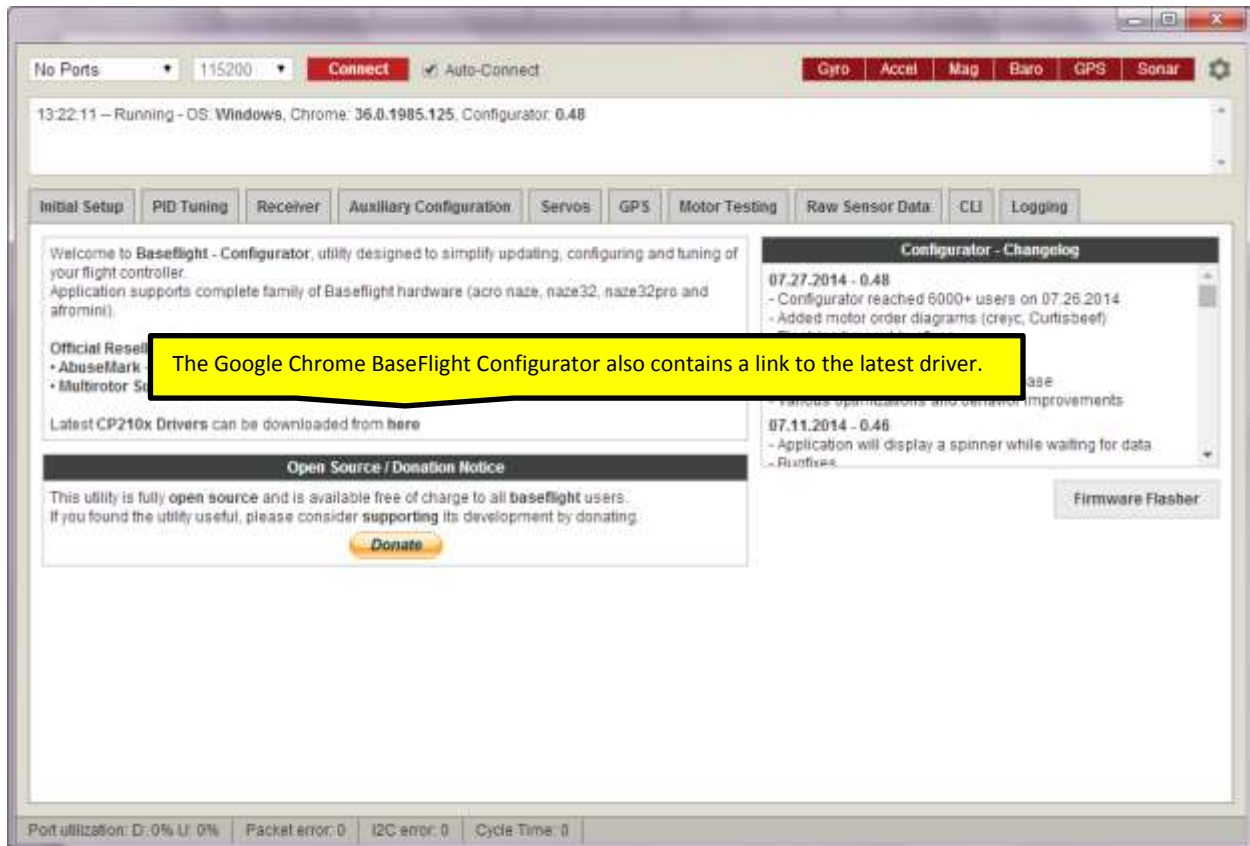 No Ports 115200 Connect Auto-Connect Gyro Accel Mag Baro GPS Sonar
13:22:11 -- Running - OS: Windows, Chrome: 36.0.1985.125, Configurator: 0.48
Initial Setup PID Tuning Receiver Auxiliary Configuration Servos GPS Motor Testing Raw Sensor Data CLI Logging
Welcome to Baseflight - Configurator, utility designed to simplify updating, configuring and tuning of
your flight controller.
Application supports complete family of Baseflight hardware (acro naze, naze32, naze32pro and
afromini).
Official
• AbuseMark -
• Multirotor
The Google Chrome BaseFlight Configurator also contains a link to the latest driver.
Latest CP210x Drivers can be downloaded from here
Open Source / Donation Notice
This utility is fully open source and is available free of charge to all baseflight users.
If you found the utility useful, please consider supporting its development by donating.
Donate
Configurator - Changelog
07.27.2014 - 0.48
- Configurator reached 6000+ users on 07.26.2014
- Added motor order diagrams (creyc, Curtisbeef)
- Various optimizations and behavior improvements
07.11.2014 - 0.46
- Application will display a spinner while waiting for data
- Bugfixes
Firmware Flasher
Port utilization: D: 0% U: 0% Packet error: 0 I2C error: 0 Cycle Time: 0